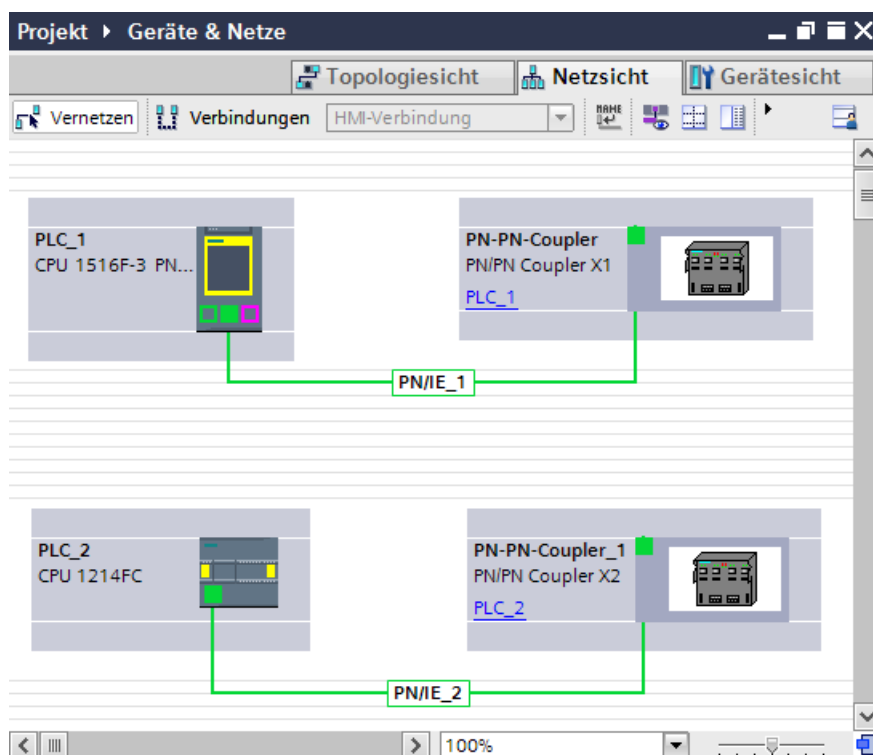 Projekt ▸ Geräte & Netze
Topologiesicht Netzsicht Gerätesicht
Vernetzen Verbindungen HMI-Verbindung NAME
PLC_1
CPU 1516F-3 PN...
PN-PN-Coupler
PN/PN Coupler X1
PLC_1
PN/IE_1
PLC_2
CPU 1214FC
PN-PN-Coupler_1
PN/PN Coupler X2
PLC_2
PN/IE_2
100%